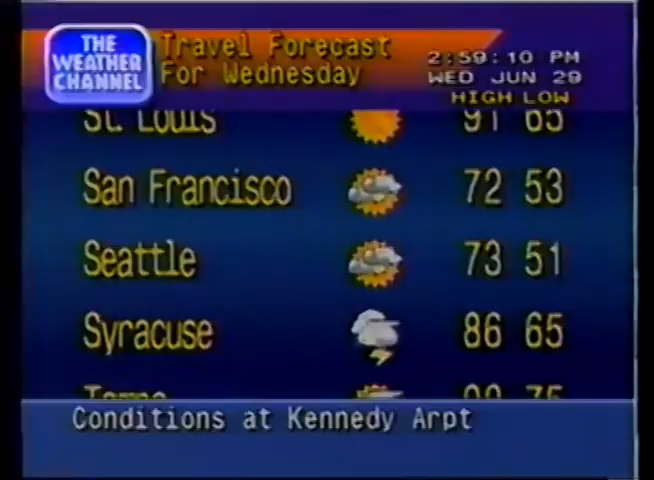 THE
WEATHER
CHANNEL
Travel Forecast
For Wednesday
2:59:10 PM
WED JUN 29
HIGH LOW
St. Louis 91 65
San Francisco 72 53
Seattle 73 51
Syracuse 86 65
Conditions at Kennedy Arpt